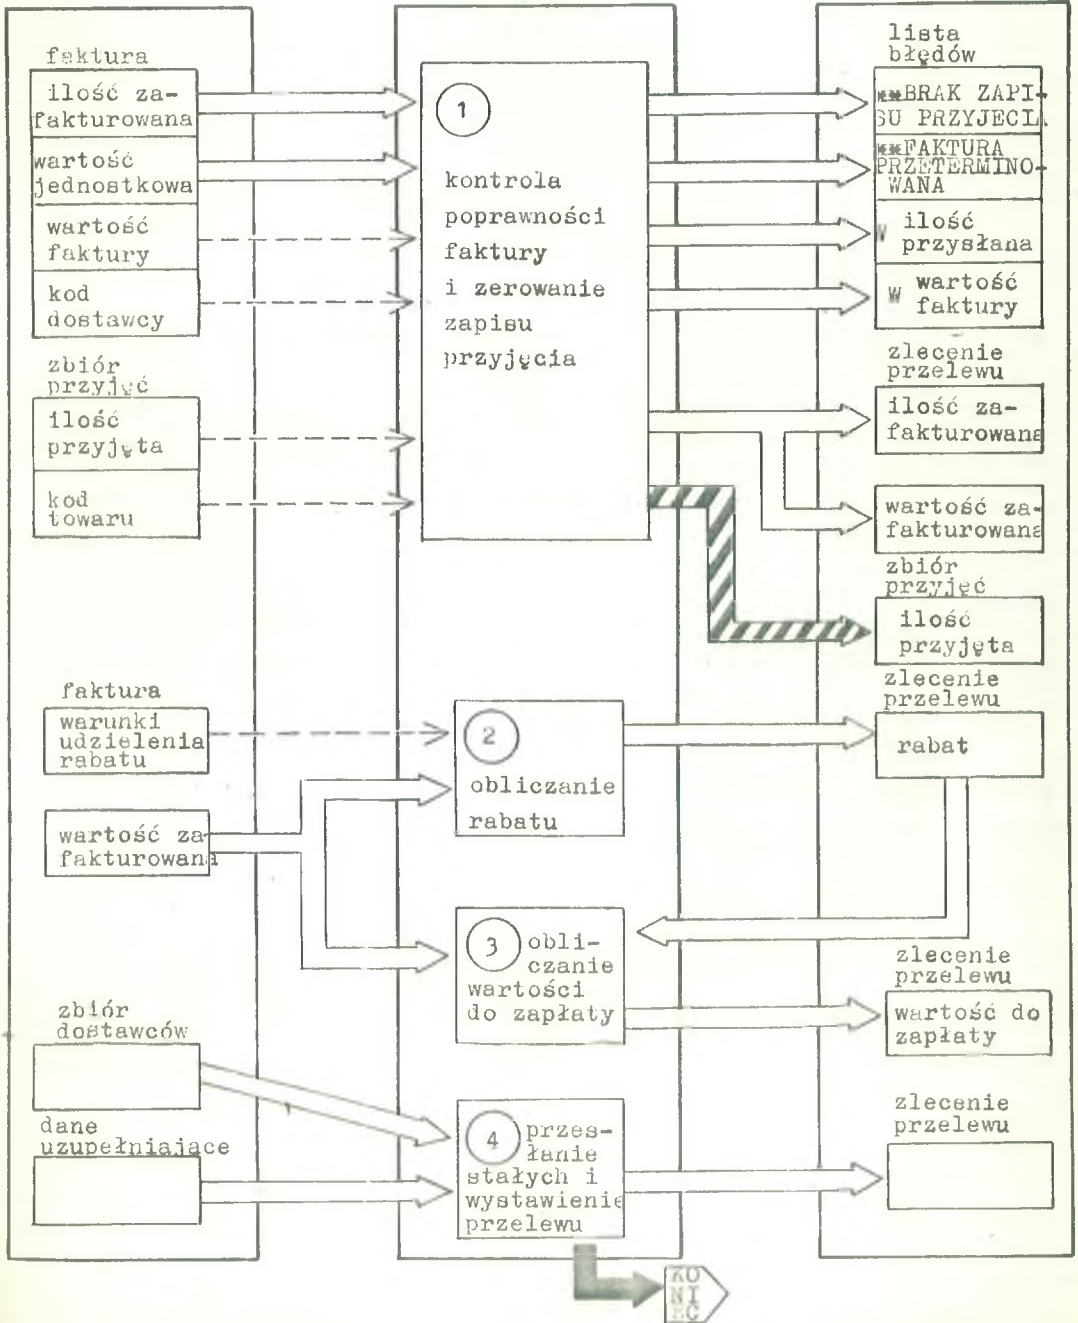 faktura
ilość za-
fakturowana
wartość
jednostkowa
wartość
faktury
kod
dostawcy
zbiór
przyjęć
ilość
przyjęta
kod
towaru
faktura
warunki
udzielenia
rabatu
wartość za
fakturowana
zbiór
dostawców
dane
uzupełniające
1
kontrola
poprawności
faktury
i zerowanie
zapisu
przyjęcia
2
obliczanie
rabatu
3 obli-
czanie
wartości
do zapłaty
4 przes-
łanie
stałych i
wystawienie
przelewu
KO
NI
EC
lista
błędów
**BRAK ZAPI-
SU PRZYJECIA
**FAKTURA
PRZETERMINO-
WANA
W ilość
przysłana
W wartość
faktury
zlecenie
przelewu
ilość za-
fakturowana
wartość za-
fakturowana
zbiór
przyjęć
ilość
przyjęta
zlecenie
przelewu
rabat
zlecenie
przelewu
wartość do
zapłaty
zlecenie
przelewu